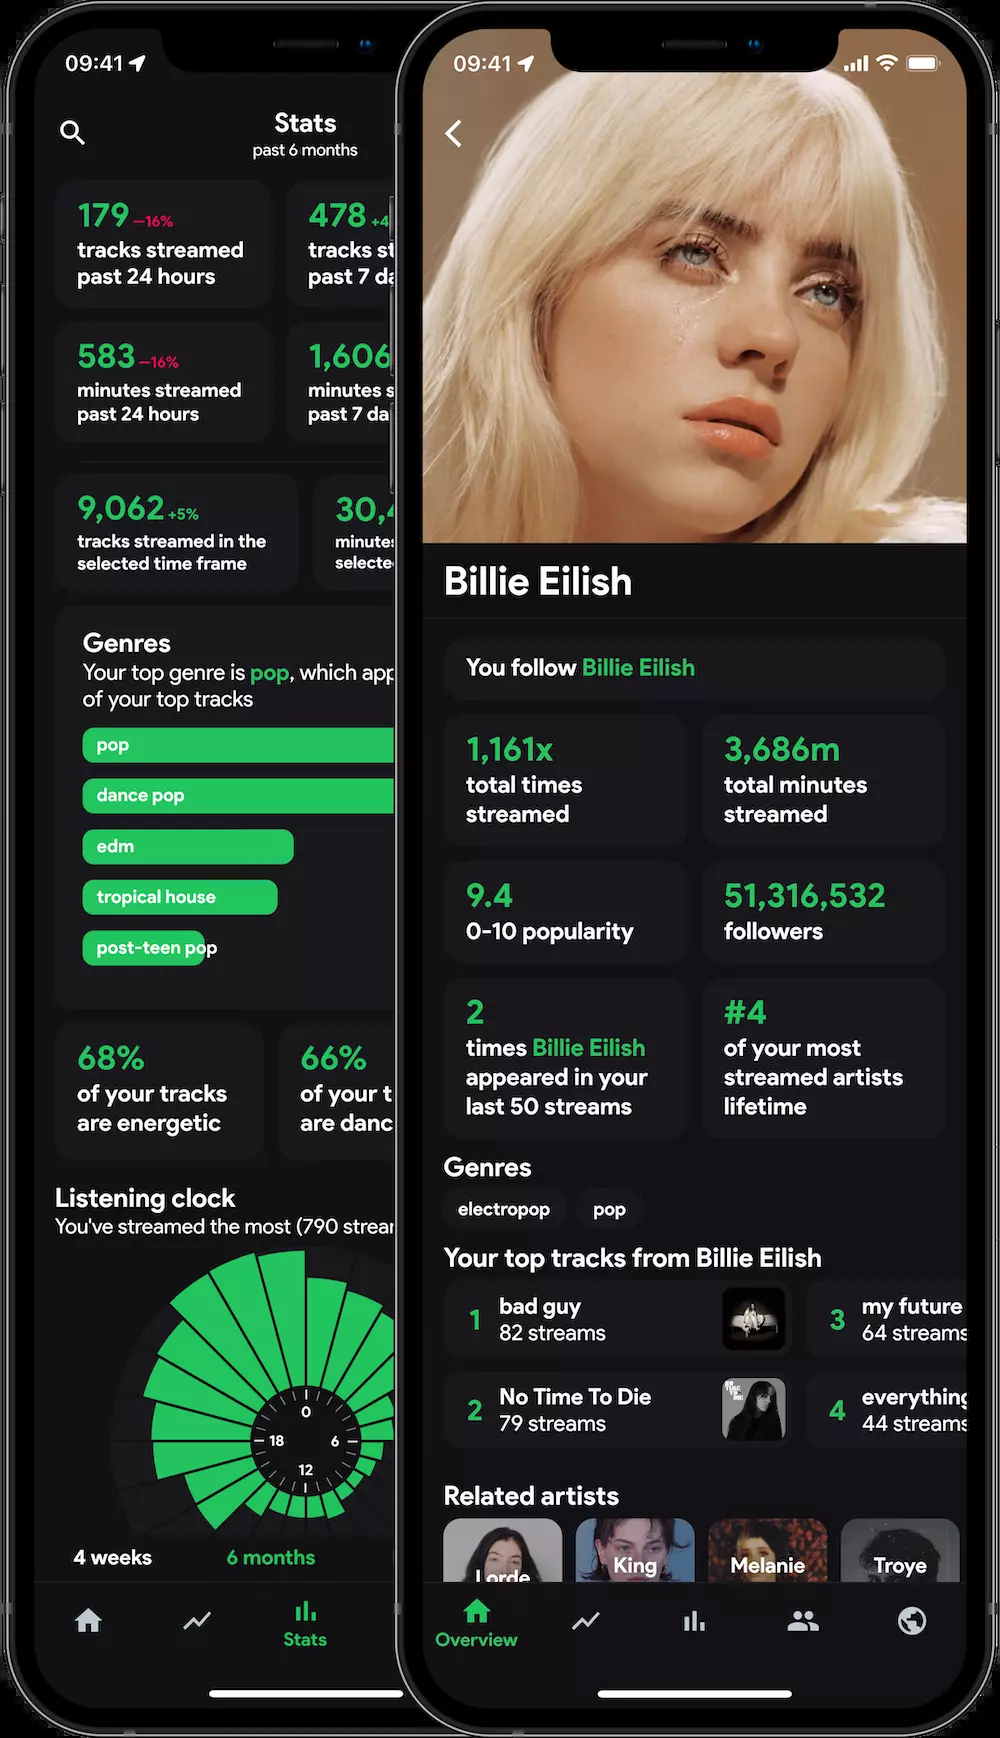 09:41
Stats
past 6 months
179 –16%
tracks streamed
past 24 hours
478 +4
tracks st
past 7 da
583 –16%
minutes streamed
past 24 hours
1,606
minutes s
past 7 da
9,062 +5%
tracks streamed in the
selected time frame
30,4
minutes
selecte
Genres
Your top genre is pop, which app
of your top tracks
pop
dance pop
edm
tropical house
post-teen pop
68%
of your tracks
are energetic
66%
of your t
are danc
Listening clock
You've streamed the most (790 strear
0
18
6
12
4 weeks
6 months
Stats
09:41
Billie Eilish
You follow Billie Eilish
1,161x
total times
streamed
3,686m
total minutes
streamed
9.4
0-10 popularity
51,316,532
followers
2
times Billie Eilish
appeared in your
last 50 streams
#4
of your most
streamed artists
lifetime
Genres
electropop
pop
Your top tracks from Billie Eilish
1
bad guy
82 streams
3
my future
64 streams
2
No Time To Die
79 streams
NO TIME TO DIE
4
everything
44 streams
Related artists
Lorde
King
Melanie
Troye
Overview